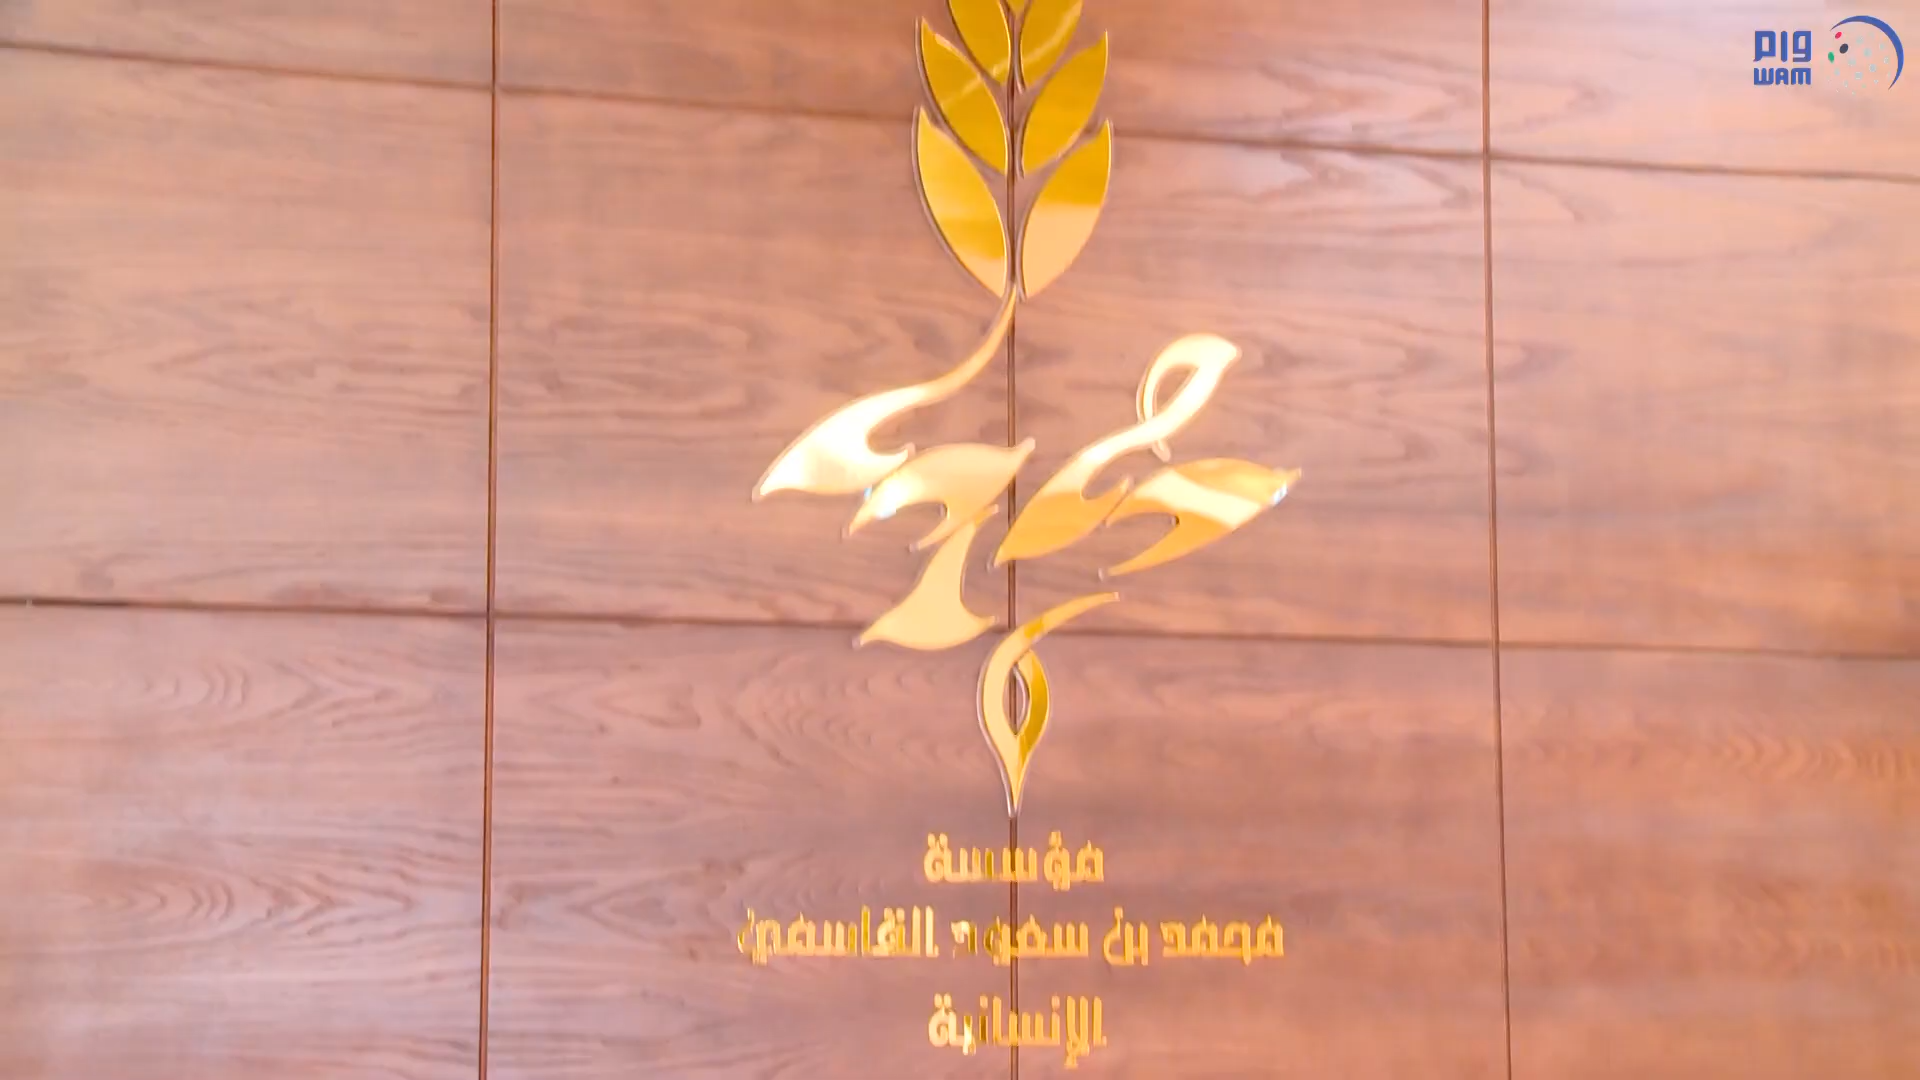 وام
WAM
مؤسسة
محمد بن سعود القاسمي
الإنسانية